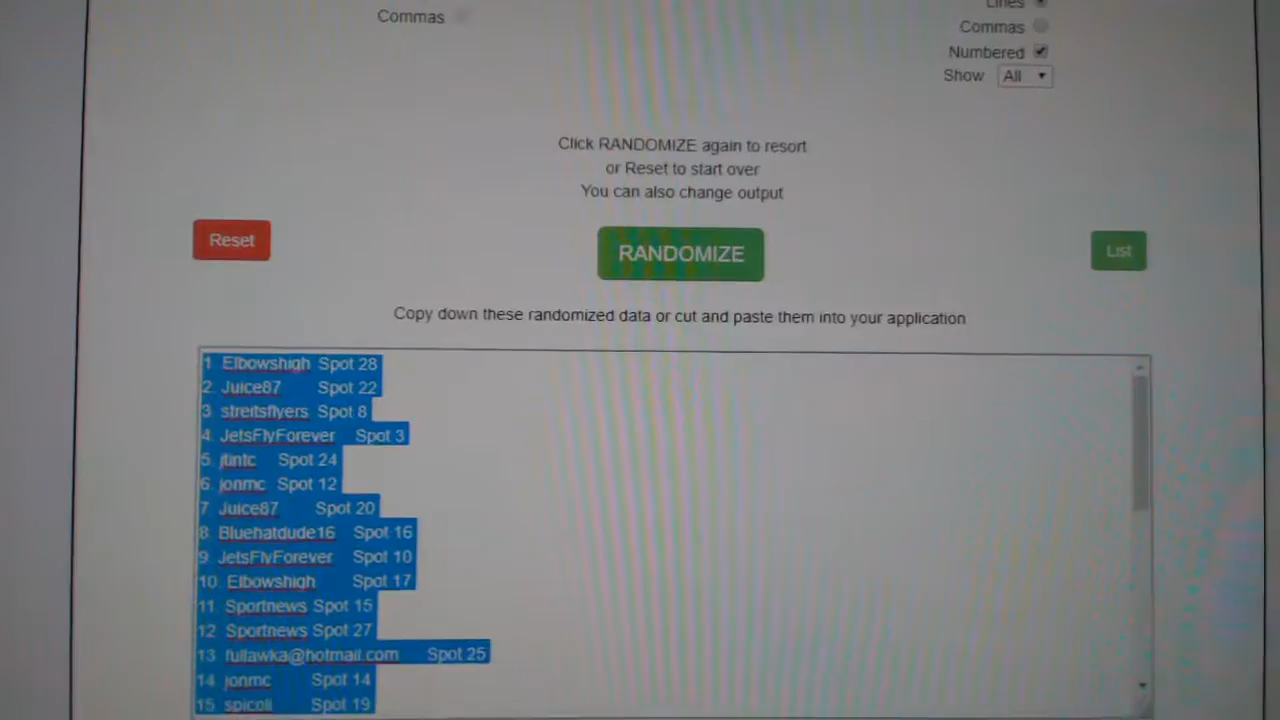 Lines
Commas
Commas
Numbered
Show All
Click RANDOMIZE again to resort
or Reset to start over
You can also change output
Reset
RANDOMIZE
List
Copy down these randomized data or cut and paste them into your application
1. Elbowshigh Spot 28
2. Juice87 Spot 22
3. streitsflyers Spot 8
4. JetsFlyForever Spot 3
5. jtintc Spot 24
6. jonmc Spot 12
7. Juice87 Spot 20
8. Bluehatdude16 Spot 16
9. JetsFlyForever Spot 10
10. Elbowshigh Spot 17
11. Sportnews Spot 15
12. Sportnews Spot 27
13. fullawka@hotmail.com Spot 25
14. jonmc Spot 14
15. spicoli Spot 19